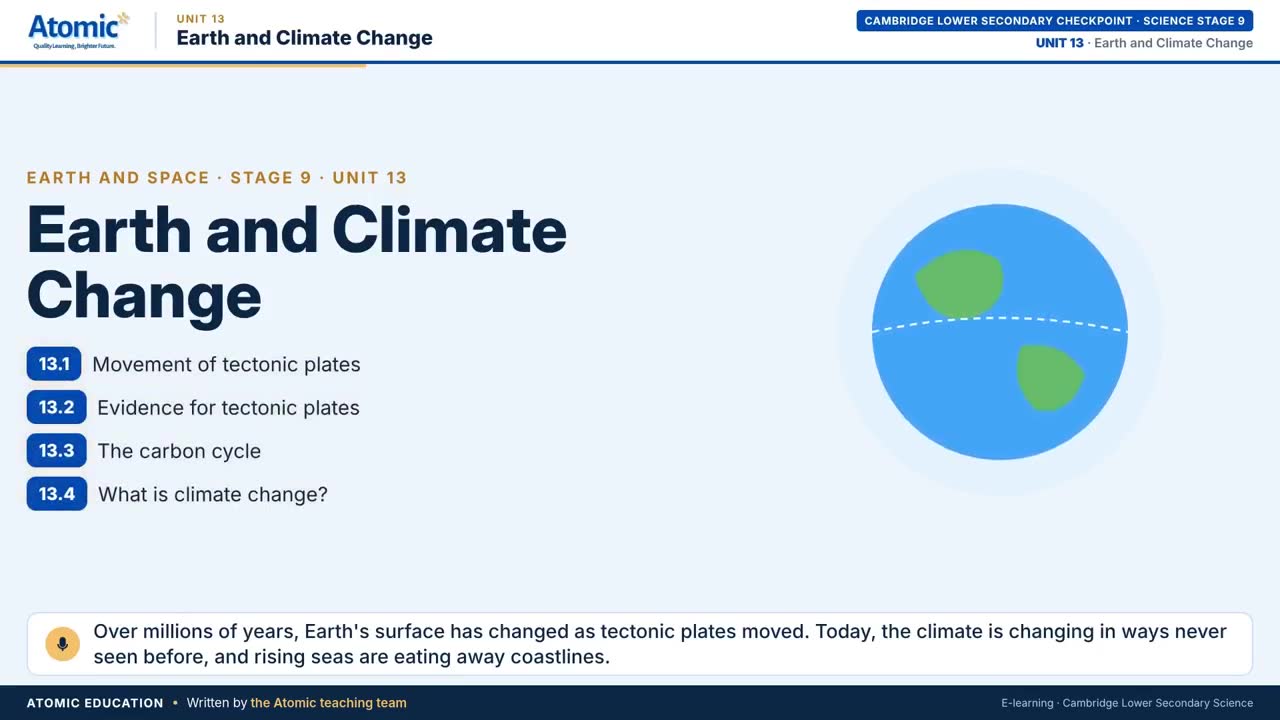 Atomic
Quality Learning, Brighter Future.
UNIT 13
Earth and Climate Change
CAMBRIDGE LOWER SECONDARY CHECKPOINT · SCIENCE STAGE 9
UNIT 13 · Earth and Climate Change
EARTH AND SPACE · STAGE 9 · UNIT 13
Earth and Climate
Change
13.1 Movement of tectonic plates
13.2 Evidence for tectonic plates
13.3 The carbon cycle
13.4 What is climate change?
Over millions of years, Earth's surface has changed as tectonic plates moved. Today, the climate is changing in ways never
seen before, and rising seas are eating away coastlines.
ATOMIC EDUCATION • Written by the Atomic teaching team
E-learning · Cambridge Lower Secondary Science